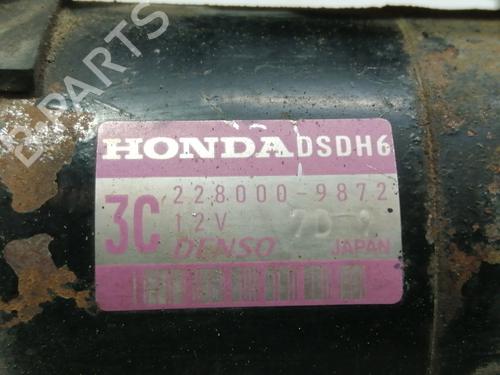 HONDA DSDH6
3C 228000-9872
12V
DENSO JAPAN
B-PARTS